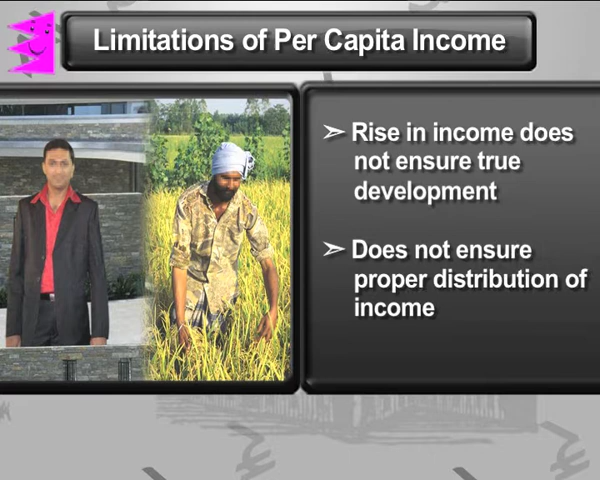 Limitations of Per Capita Income
➣ Rise in income does
not ensure true
development
➣ Does not ensure
proper distribution of
income